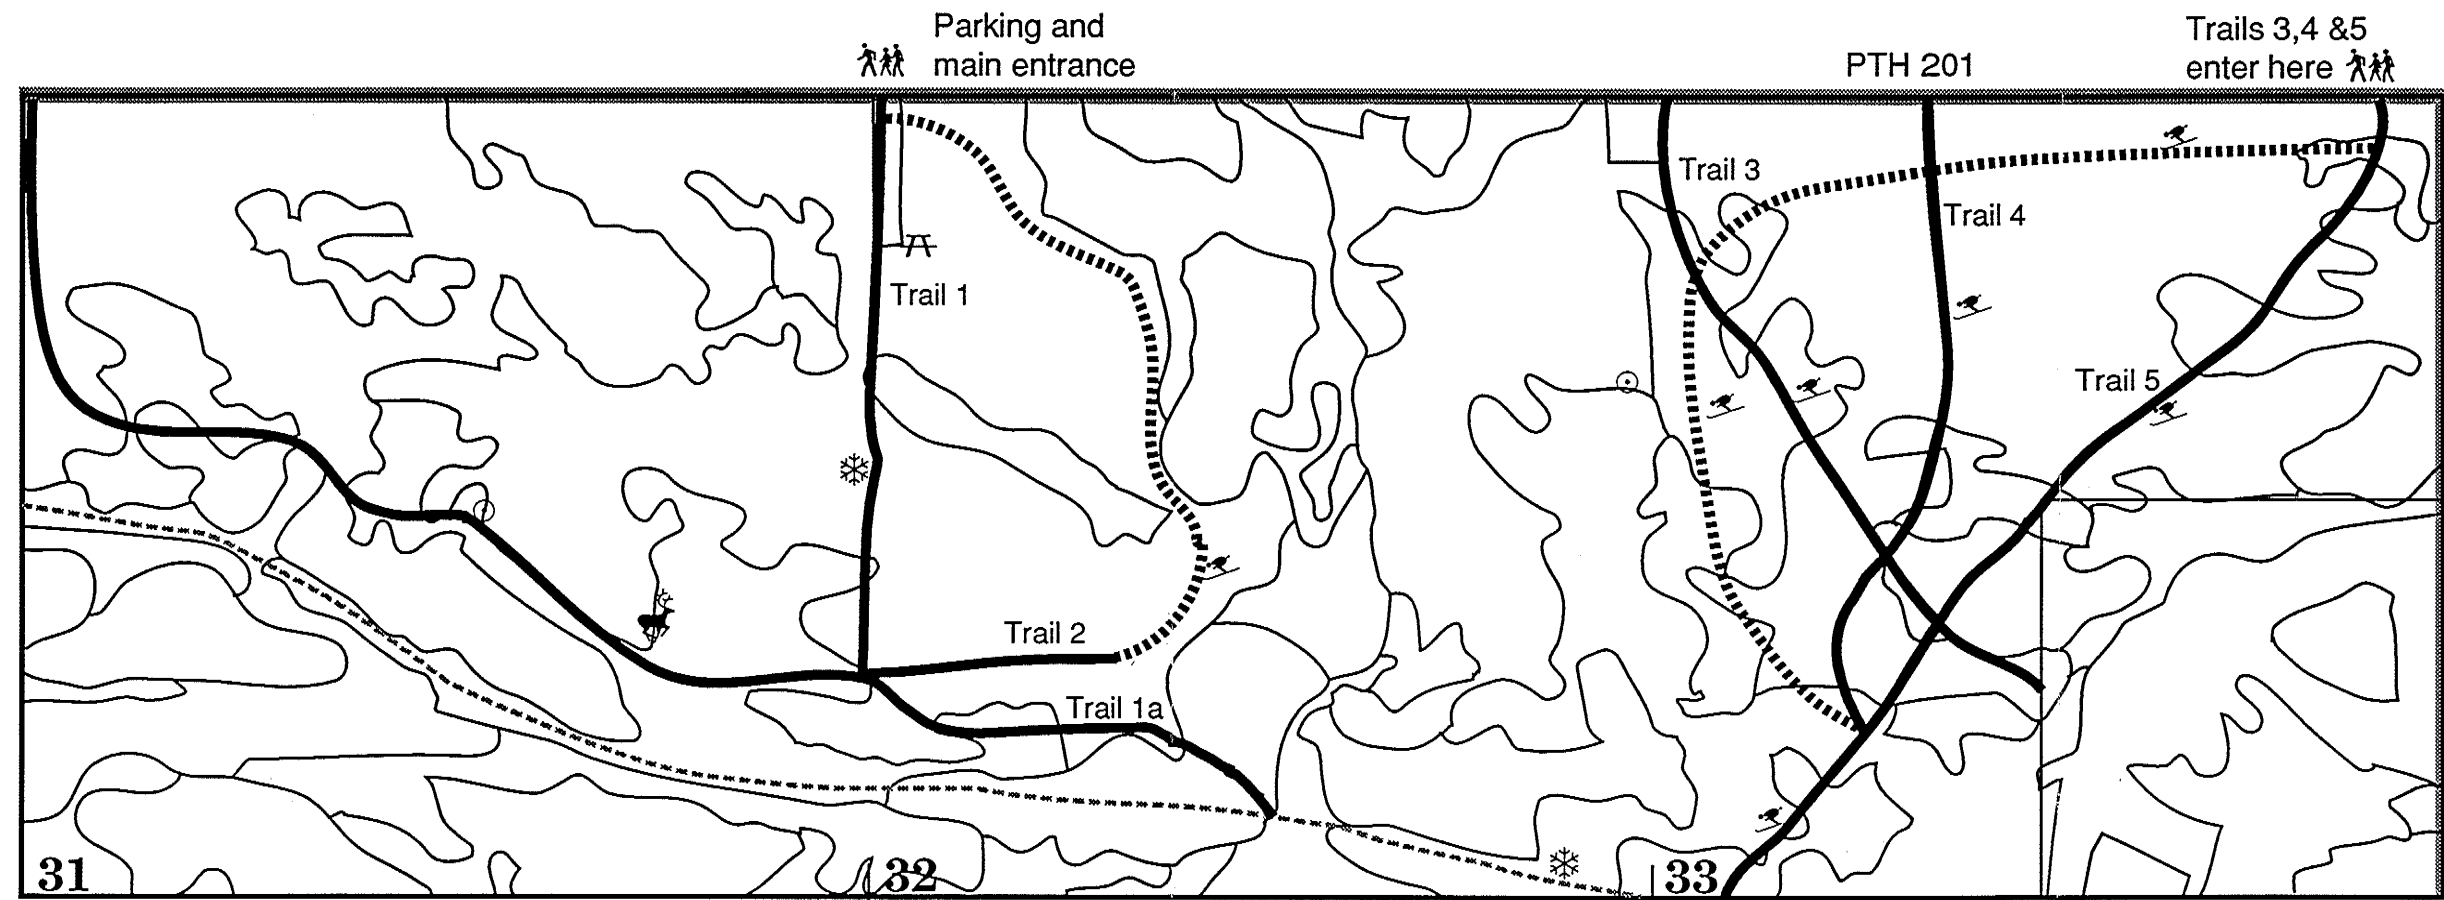 Parking and
main entrance
PTH 201
Trails 3,4 &5
enter here
Trail 3
Trail 4
Trail 1
Trail 5
Trail 2
Trail 1a
31
32
33